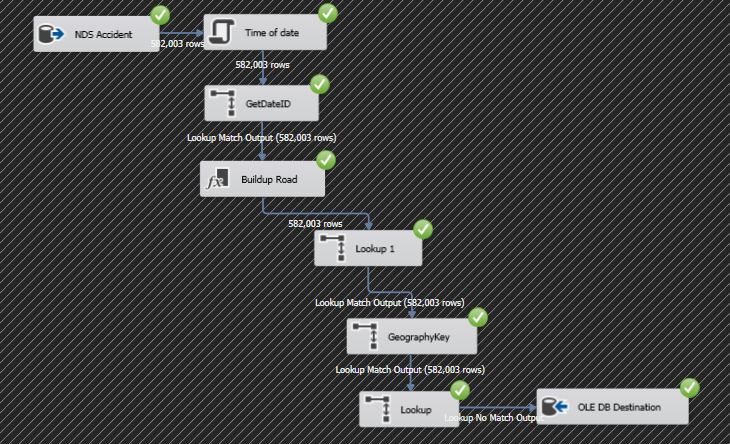 NDS Accident
582,003 rows
Time of date
582,003 rows
GetDateID
Lookup Match Output (582,003 rows)
Buildup Road
582,003 rows
Lookup 1
Lookup Match Output (582,003 rows)
GeographyKey
Lookup Match Output (582,003 rows)
Lookup
Lookup No Match Output
OLE DB Destination